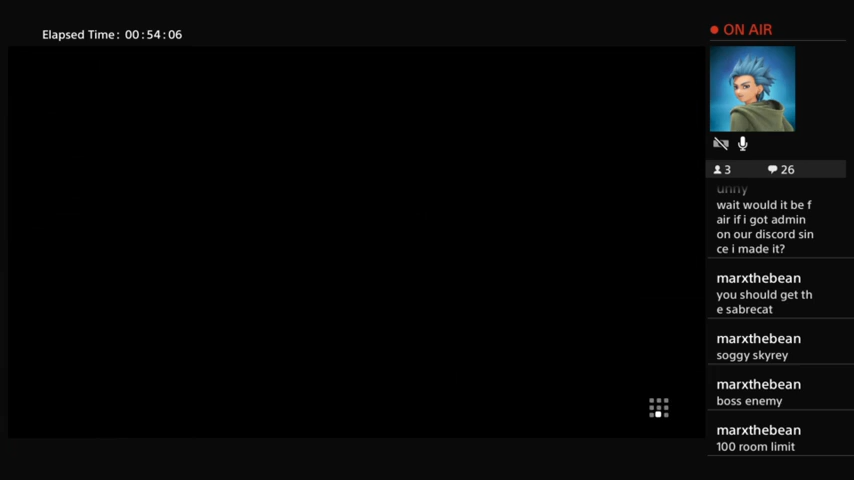 Elapsed Time: 00:54:06
ON AIR
3 26
wait would it be f
air if i got admin
on our discord sin
ce i made it?
marxthebean
you should get th
e sabrecat
marxthebean
soggy skyrey
marxthebean
boss enemy
marxthebean
100 room limit